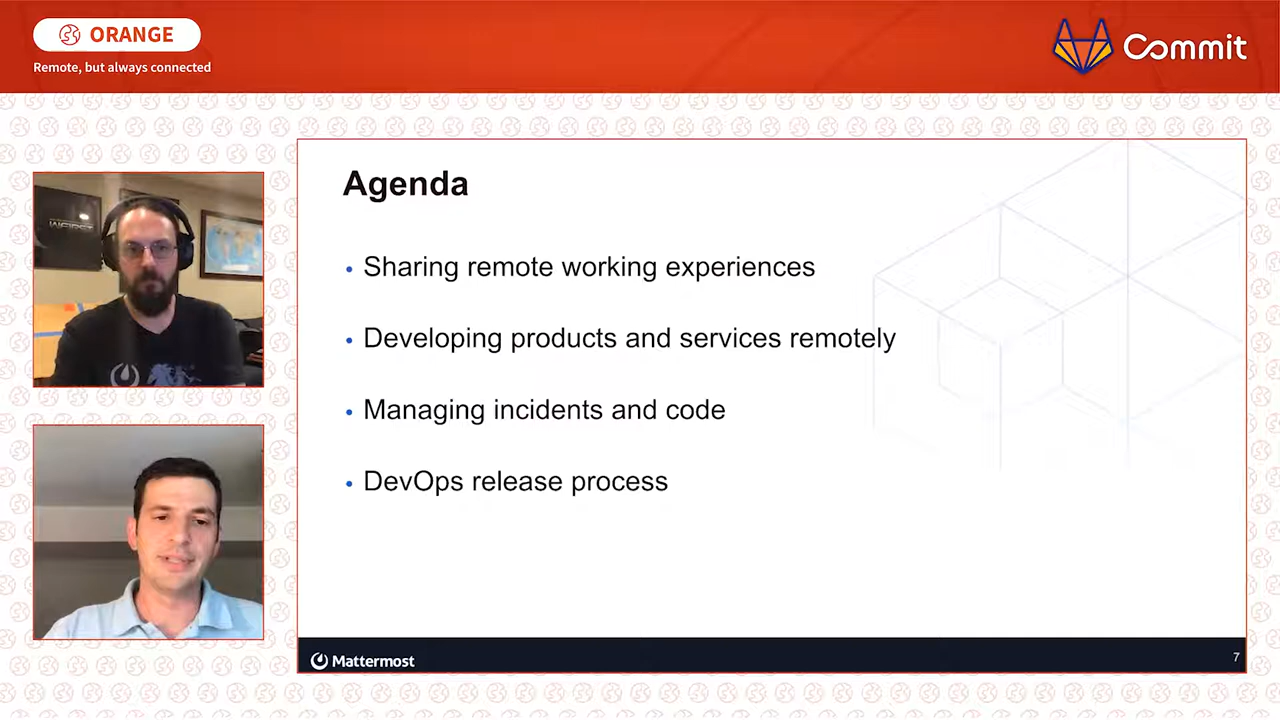 ORANGE
Remote, but always connected
Commit
Agenda
• Sharing remote working experiences
• Developing products and services remotely
• Managing incidents and code
• DevOps release process
Mattermost
7